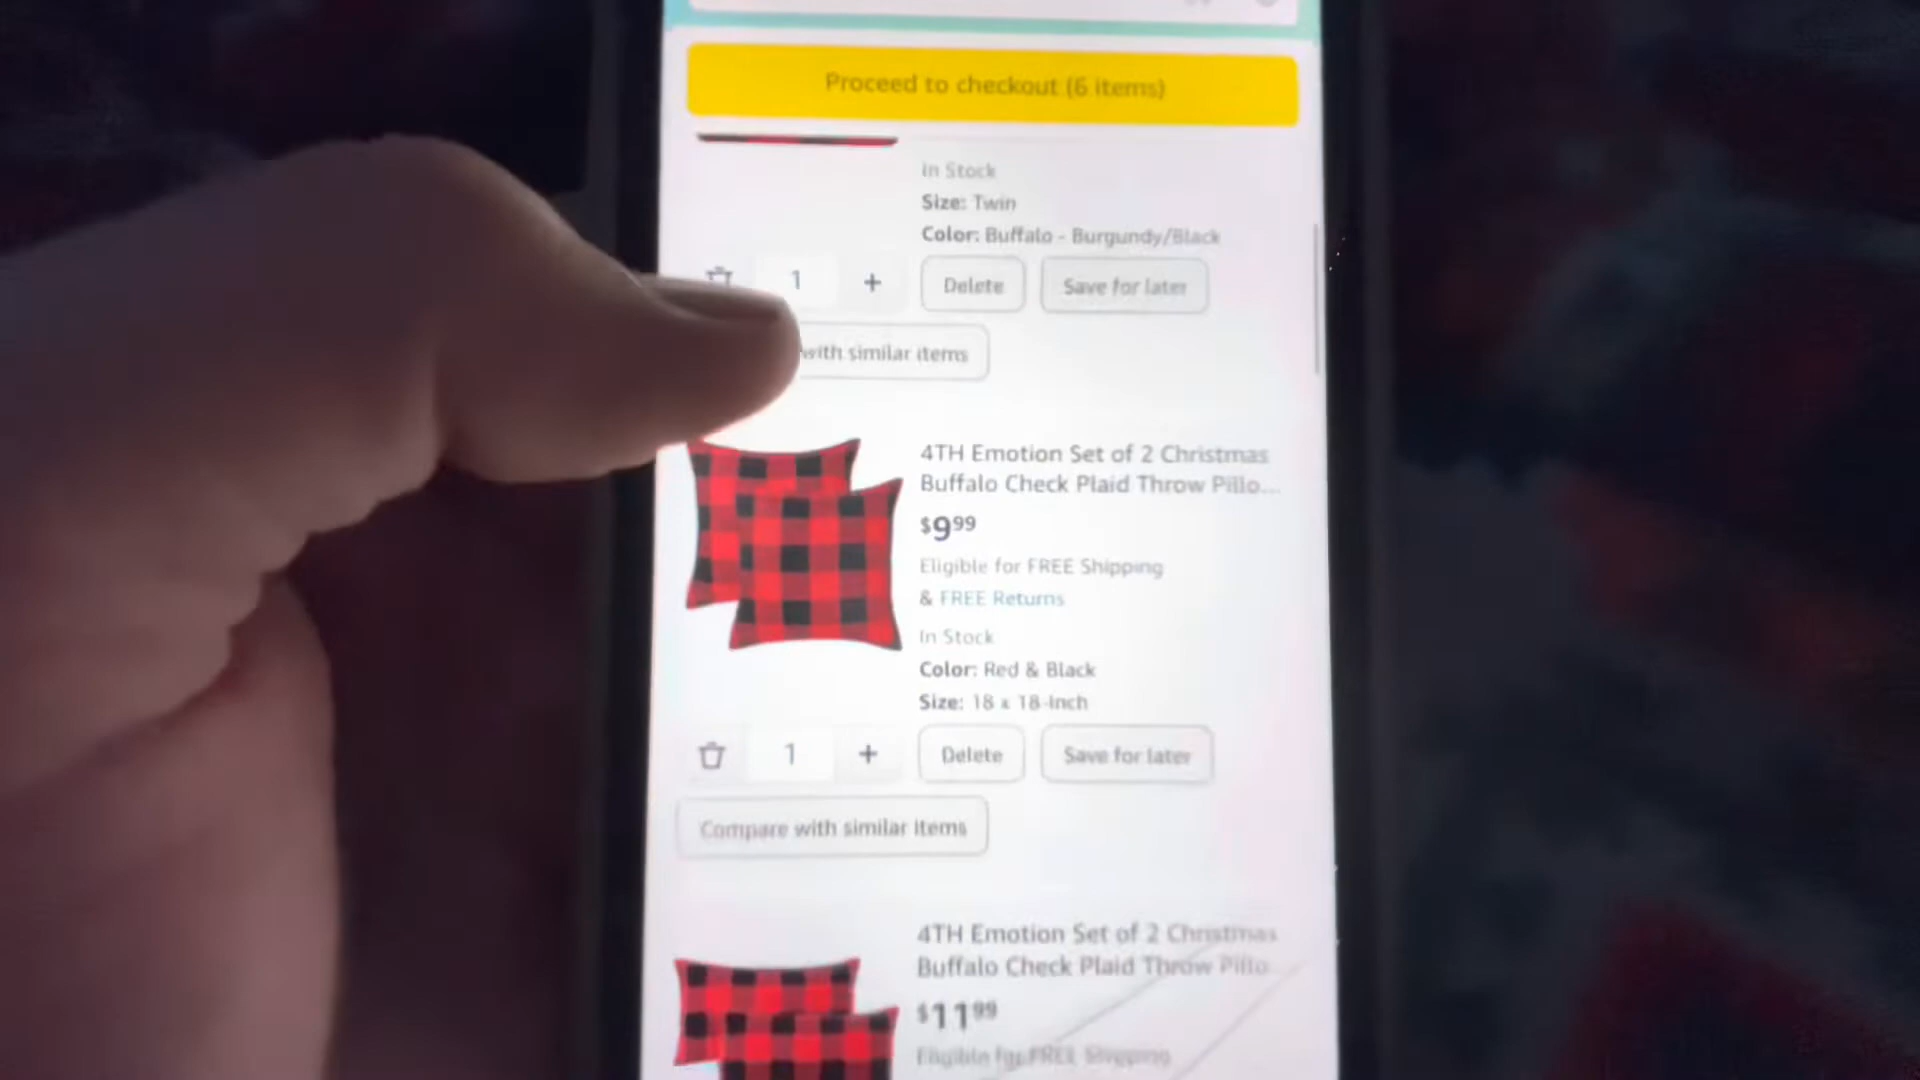 Proceed to checkout (6 items)
In Stock
Size: Twin
Color: Buffalo - Burgundy/Black
1 + Delete Save for later
with similar items
4TH Emotion Set of 2 Christmas
Buffalo Check Plaid Throw Pillo...
$9.99
Eligible for FREE Shipping
& FREE Returns
In Stock
Color: Red & Black
Size: 18 x 18-Inch
1 + Delete Save for later
Compare with similar items
4TH Emotion Set of 2 Christmas
Buffalo Check Plaid Throw Pillo...
$11.99
Eligible for FREE Shipping